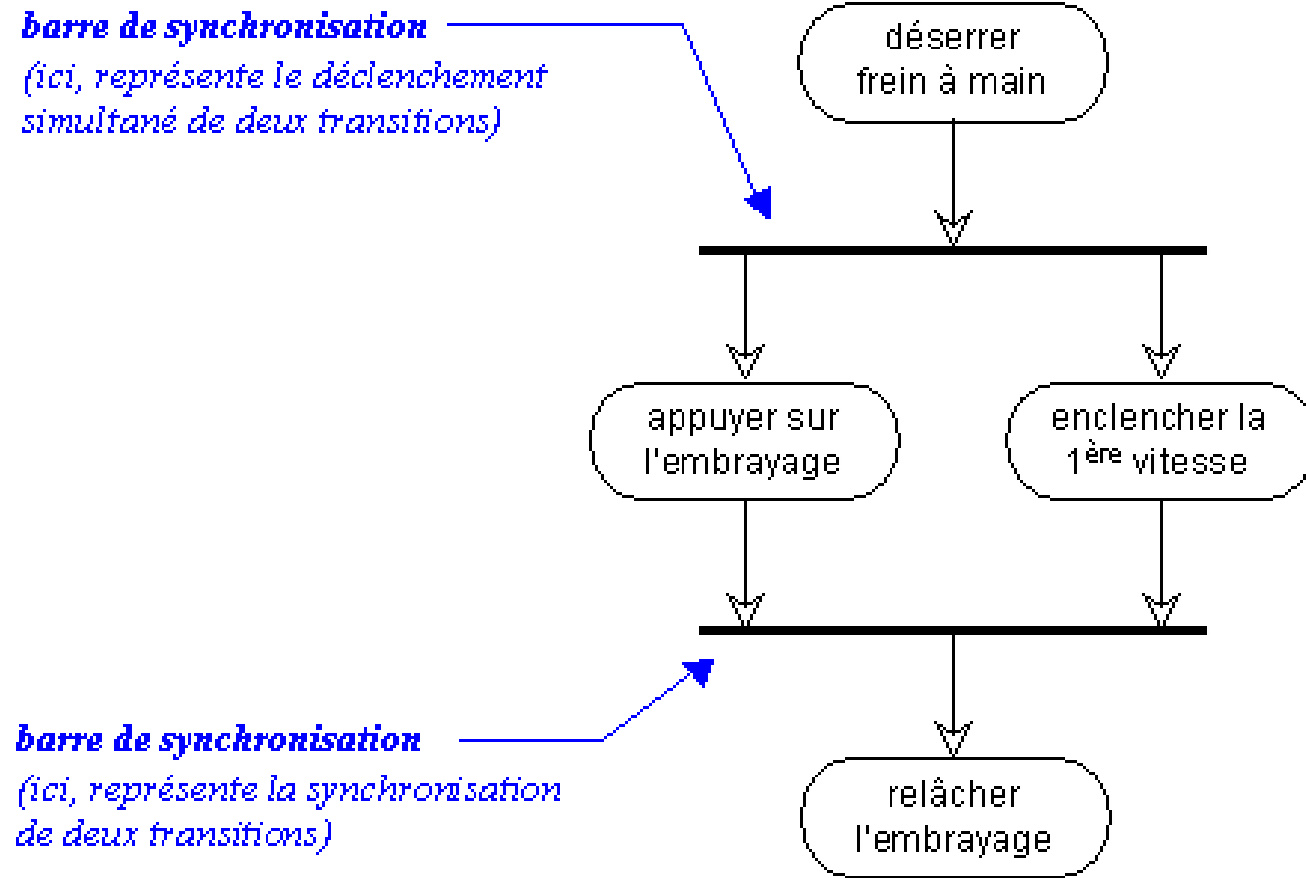 barre de synchronisation
(ici, représente le déclenchement
simultané de deux transitions)
déserrer
frein à main
appuyer sur
l'embrayage
enclencher la
1ère vitesse
barre de synchronisation
(ici, représente la synchronisation
de deux transitions)
relâcher
l'embrayage